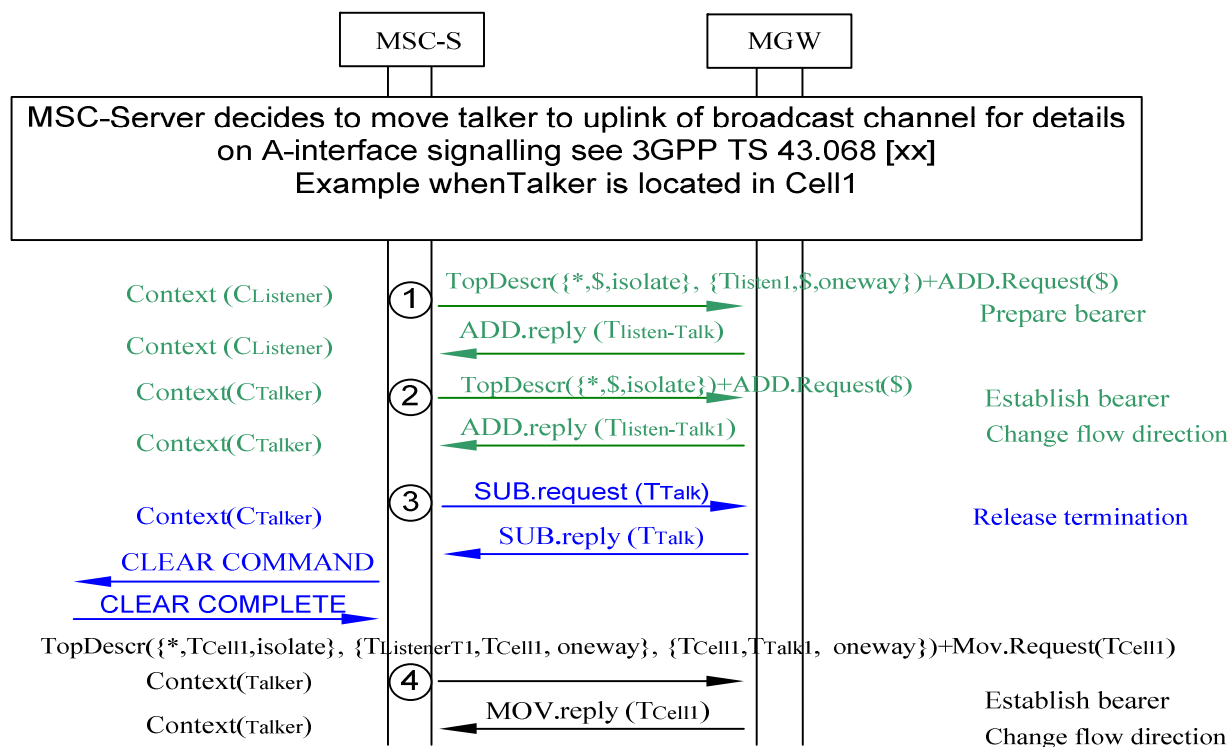 MSC-S MGW
MSC-Server decides to move talker to uplink of broadcast channel for details
on A-interface signalling see 3GPP TS 43.068 [xx]
Example whenTalker is located in Cell1
Context (CListener) 1 TopDescr({*,$,isolate}, {Tlisten1,$,oneway})+ADD.Request($)
Prepare bearer
Context (CListener) ADD.reply (Tlisten-Talk)
Context(CTalker) 2 TopDescr({*,$,isolate})+ADD.Request($)
Establish bearer
Context(CTalker) ADD.reply (Tlisten-Talk1) Change flow direction
3 SUB.request (TTalk)
Context(CTalker) Release termination
SUB.reply (TTalk)
CLEAR COMMAND
CLEAR COMPLETE
TopDescr({*,TCell1,isolate}, {TListenerT1,TCell1, oneway}, {TCell1,TTalk1, oneway})+Mov.Request(TCell1)
Context(Talker) 4
Establish bearer
Context(Talker) MOV.reply (TCell1)
Change flow direction